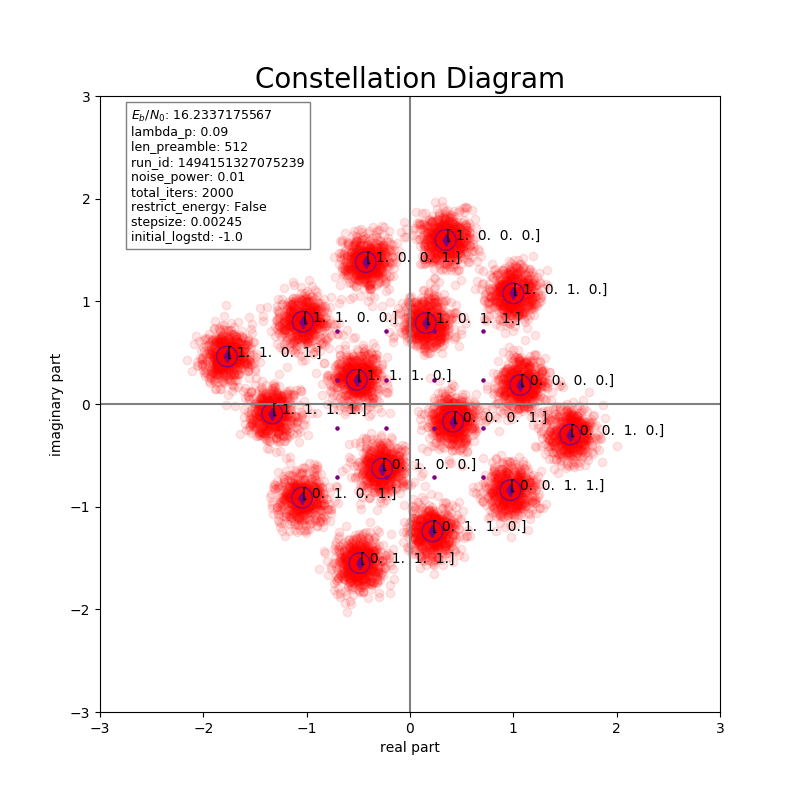 Constellation Diagram
E_b/N_0: 16.2337175567
lambda_p: 0.09
len_preamble: 512
run_id: 1494151327075239
noise_power: 0.01
total_iters: 2000
restrict_energy: False
stepsize: 0.00245
initial_logstd: -1.0
3
2
1
0
−1
−2
−3
imaginary part
[ 1. 0. 0. 0.]
[ 1. 0. 0. 1.]
[ 1. 0. 1. 0.]
[ 1. 1. 0. 0.]
[ 1. 0. 1. 1.]
[ 1. 1. 0. 1.]
[ 1. 1. 1. 0.]
[ 0. 0. 0. 0.]
[ 1. 1. 1. 1.]
[ 0. 0. 0. 1.]
[ 0. 0. 1. 0.]
[ 0. 1. 0. 0.]
[ 0. 0. 1. 1.]
[ 0. 1. 0. 1.]
[ 0. 1. 1. 0.]
[ 0. 1. 1. 1.]
−3 −2 −1 0 1 2 3
real part